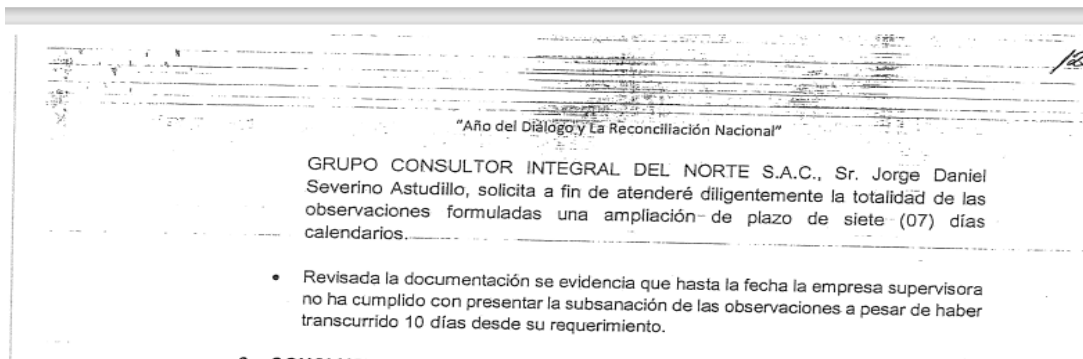 "Año del Diálogo y La Reconciliación Nacional"
GRUPO CONSULTOR INTEGRAL DEL NORTE S.A.C., Sr. Jorge Daniel
Severino Astudillo, solicita a fin de atenderé diligentemente la totalidad de las
observaciones formuladas una ampliación de plazo de siete (07) días
calendarios.
• Revisada la documentación se evidencia que hasta la fecha la empresa supervisora
no ha cumplido con presentar la subsanación de las observaciones a pesar de haber
transcurrido 10 días desde su requerimiento.